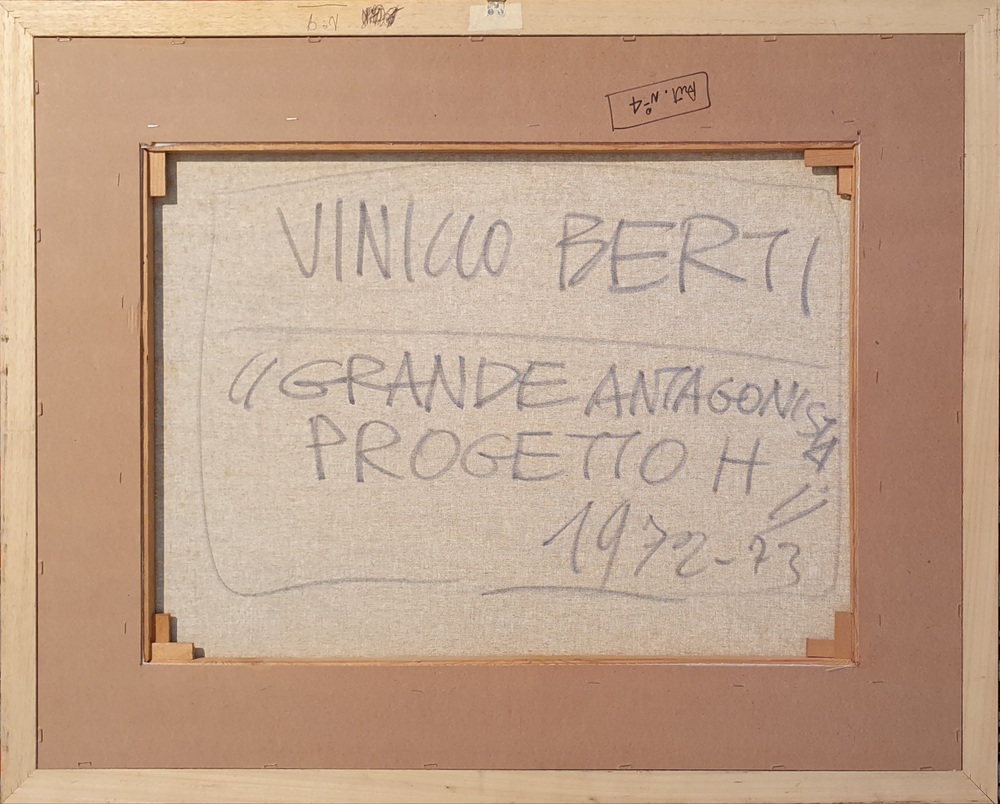 VINICIO BERTI
"GRANDE ANTAGONISTA
PROGETTO H"
1972-73